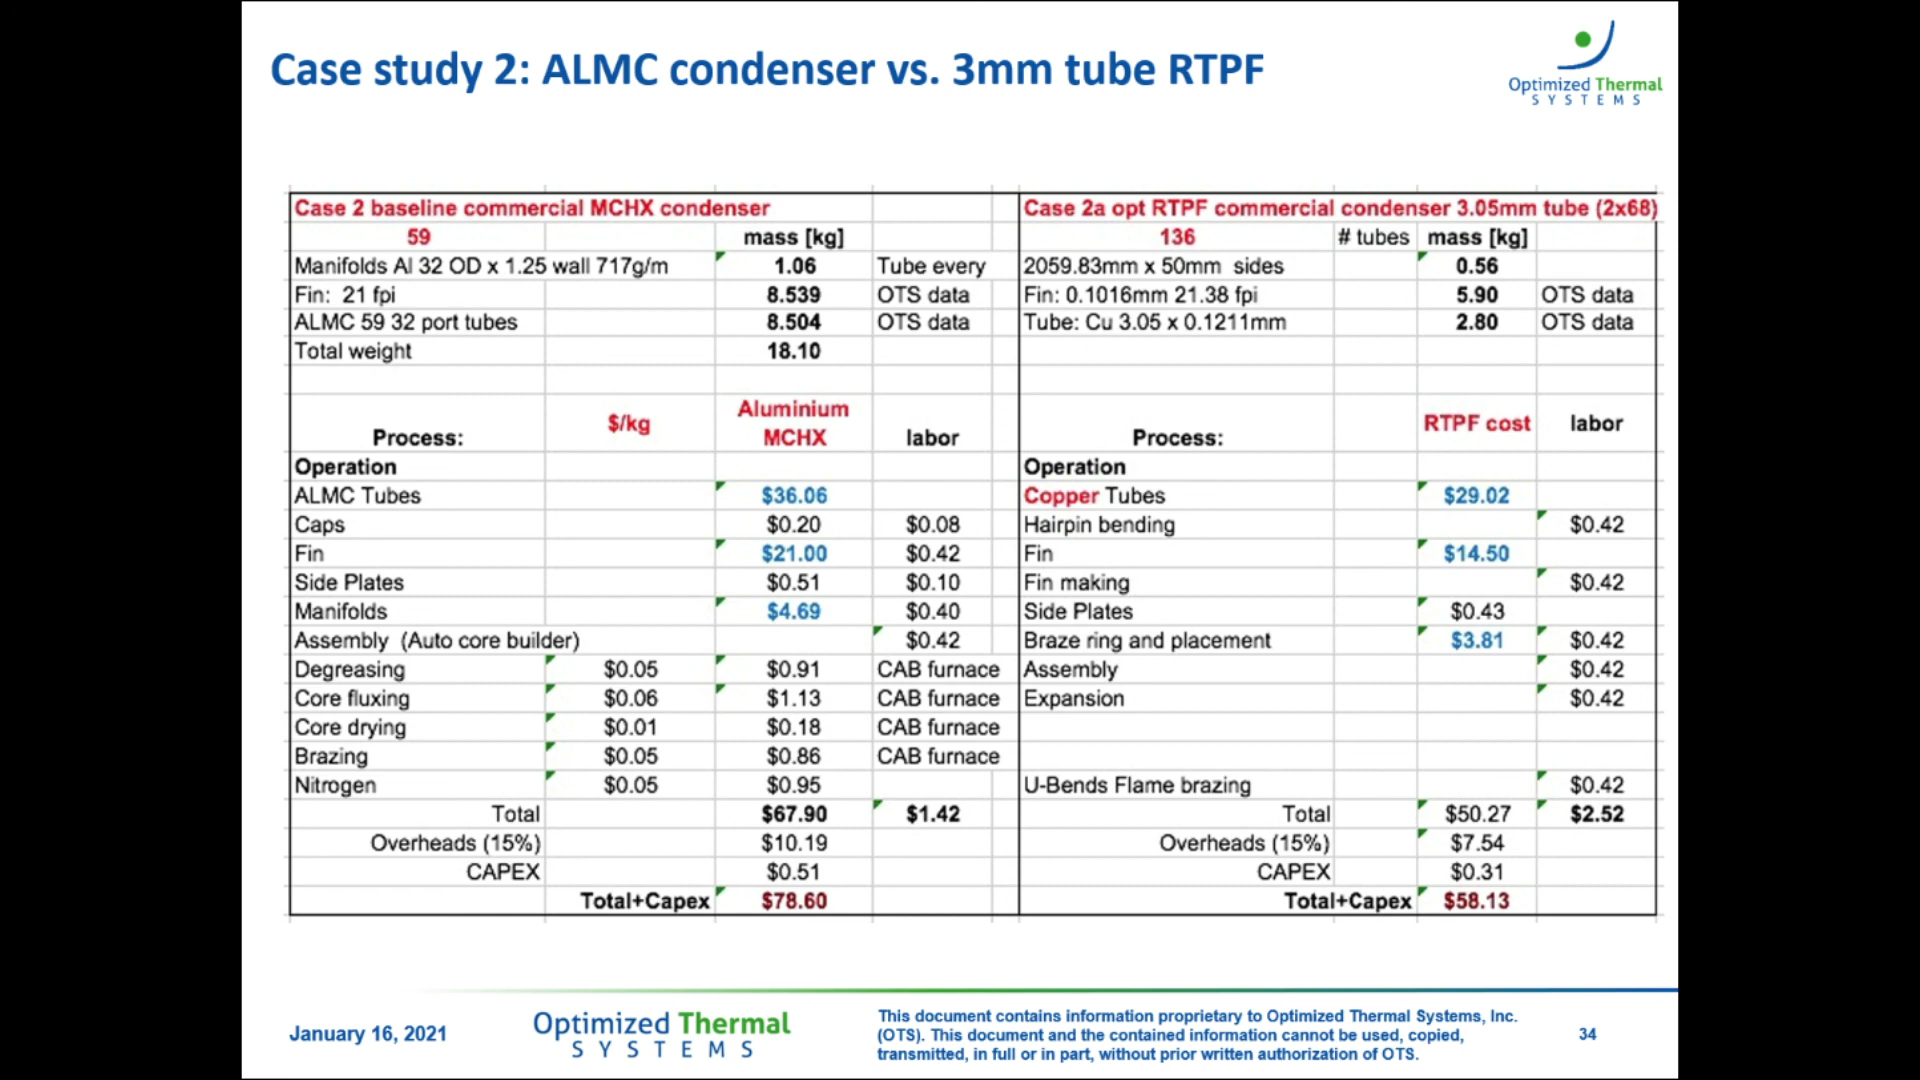 Case study 2: ALMC condenser vs. 3mm tube RTPF
Optimized Thermal
SYSTEMS
Case 2 baseline commercial MCHX condenser
59 mass [kg]
Manifolds Al 32 OD x 1.25 wall 717g/m 1.06 Tube every
Fin: 21 fpi 8.539 OTS data
ALMC 59 32 port tubes 8.504 OTS data
Total weight 18.10
Process: $/kg Aluminium MCHX labor
Operation
ALMC Tubes $36.06
Caps $0.20 $0.08
Fin $21.00 $0.42
Side Plates $0.51 $0.10
Manifolds $4.69 $0.40
Assembly (Auto core builder) $0.42
Degreasing $0.05 $0.91 CAB furnace
Core fluxing $0.06 $1.13 CAB furnace
Core drying $0.01 $0.18 CAB furnace
Brazing $0.05 $0.86 CAB furnace
Nitrogen $0.05 $0.95
Total $67.90 $1.42
Overheads (15%) $10.19
CAPEX $0.51
Total+Capex $78.60
Case 2a opt RTPF commercial condenser 3.05mm tube (2x68)
136 # tubes mass [kg]
2059.83mm x 50mm sides 0.56
Fin: 0.1016mm 21.38 fpi 5.90 OTS data
Tube: Cu 3.05 x 0.1211mm 2.80 OTS data
Process: RTPF cost labor
Operation
Copper Tubes $29.02
Hairpin bending $0.42
Fin $14.50
Fin making $0.42
Side Plates $0.43
Braze ring and placement $3.81 $0.42
Assembly $0.42
Expansion $0.42
U-Bends Flame brazing $0.42
Total $50.27 $2.52
Overheads (15%) $7.54
CAPEX $0.31
Total+Capex $58.13
January 16, 2021
Optimized Thermal
SYSTEMS
This document contains information proprietary to Optimized Thermal Systems, Inc.
(OTS). This document and the contained information cannot be used, copied,
transmitted, in full or in part, without prior written authorization of OTS.
34